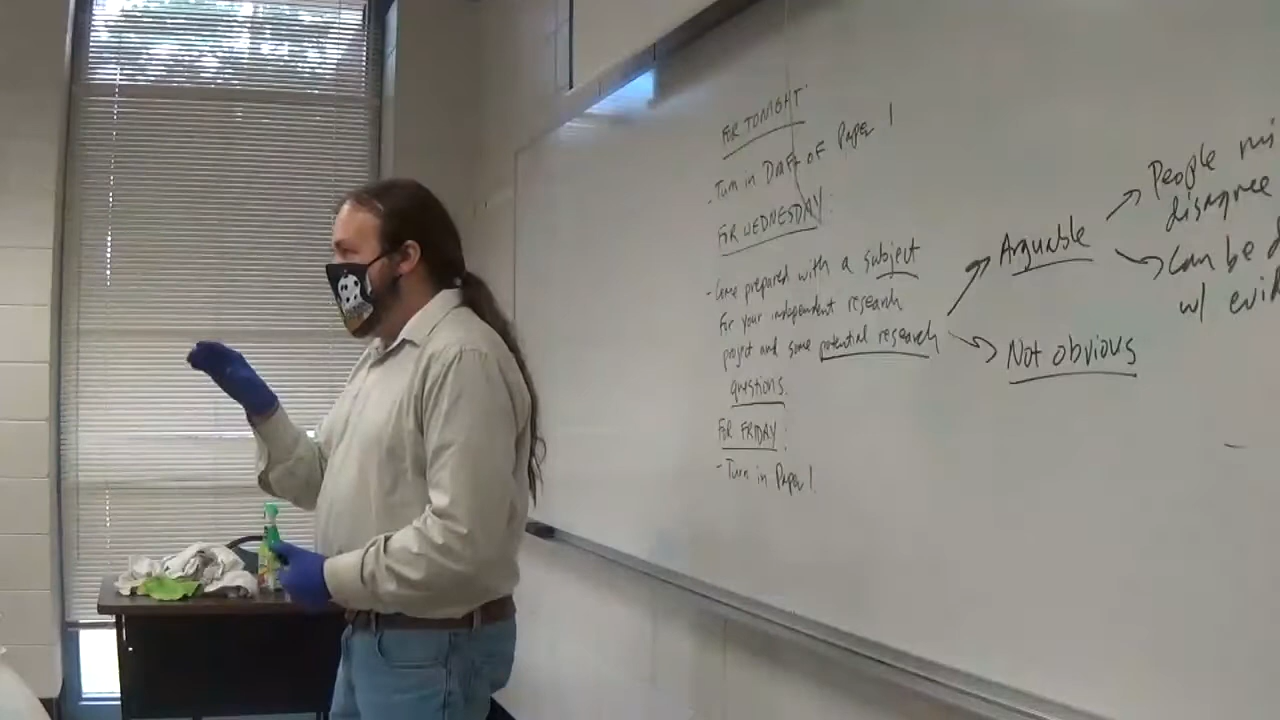 FOR TONIGHT:
- Turn in Draft of Paper 1
FOR WEDNESDAY:
- Come prepared with a subject
for your independent research
project and some potential research
questions.
FOR FRIDAY:
- Turn in Paper 1.
Arguable
Not obvious
People
disagree
Can be
w/